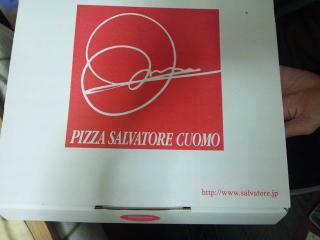 PIZZA SALVATORE CUOMO
http://www.salvatore.jp